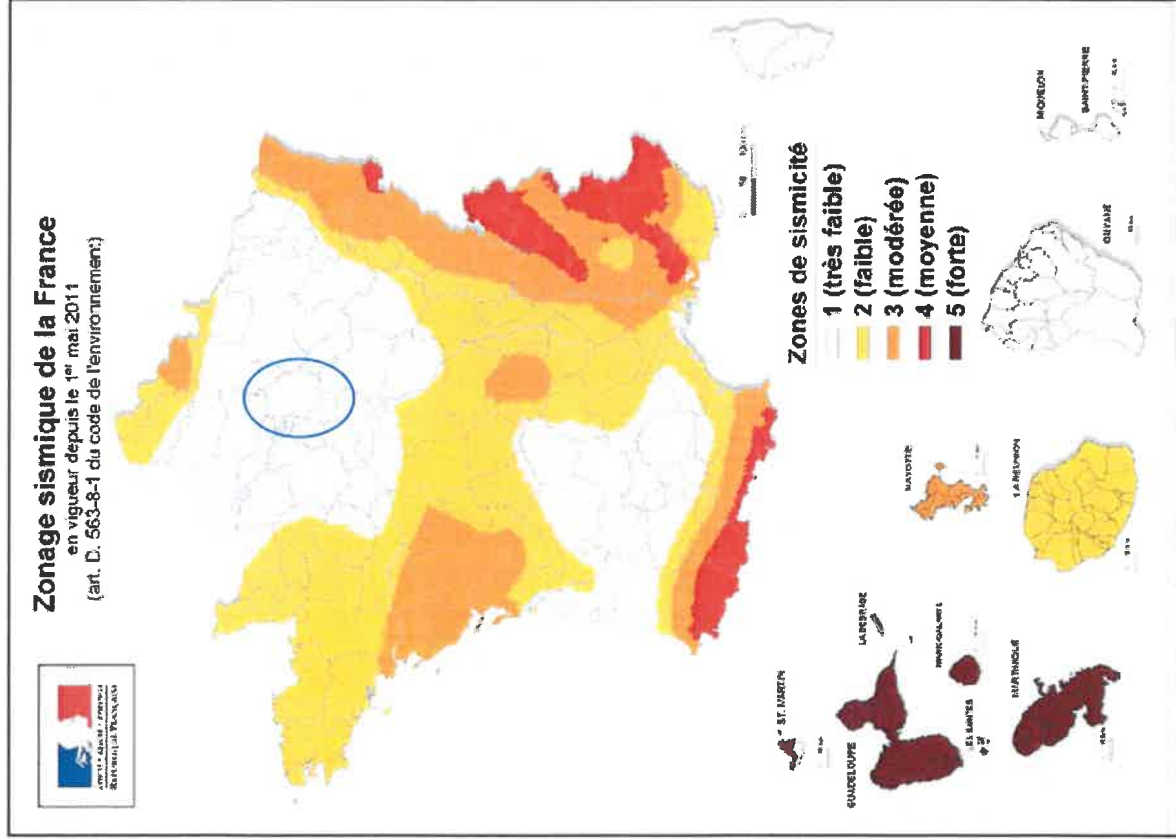 Zonage sismique de la France
en vigueur depuis le 1er mai 2011
(art. D. 563-8-1 du code de l'environnement)
Zones de sismicité
1 (très faible)
2 (faible)
3 (modérée)
4 (moyenne)
5 (forte)
ST. MARTIN
GUADELOUPE
LA DESIRADE
MARIE-GALANTE
LES SAINTES
MARTINIQUE
MAYOTTE
LA REUNION
GUYANE
MIQUELON
SAINT-PIERRE